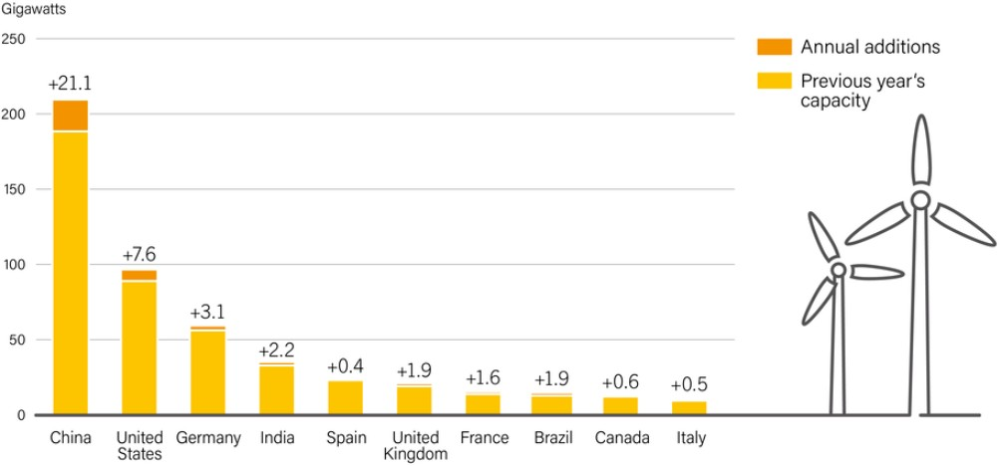 Gigawatts
250
200
150
100
50
0
+21.1
+7.6
+3.1
+2.2
+0.4
+1.9
+1.6
+1.9
+0.6
+0.5
China
United
States
Germany
India
Spain
United
Kingdom
France
Brazil
Canada
Italy
Annual additions
Previous year's
capacity